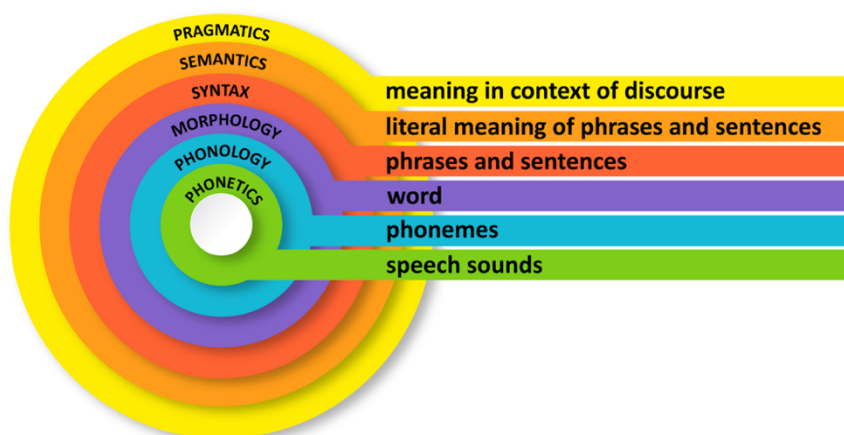 PRAGMATICS
SEMANTICS
SYNTAX
MORPHOLOGY
PHONOLOGY
PHONETICS
meaning in context of discourse
literal meaning of phrases and sentences
phrases and sentences
word
phonemes
speech sounds